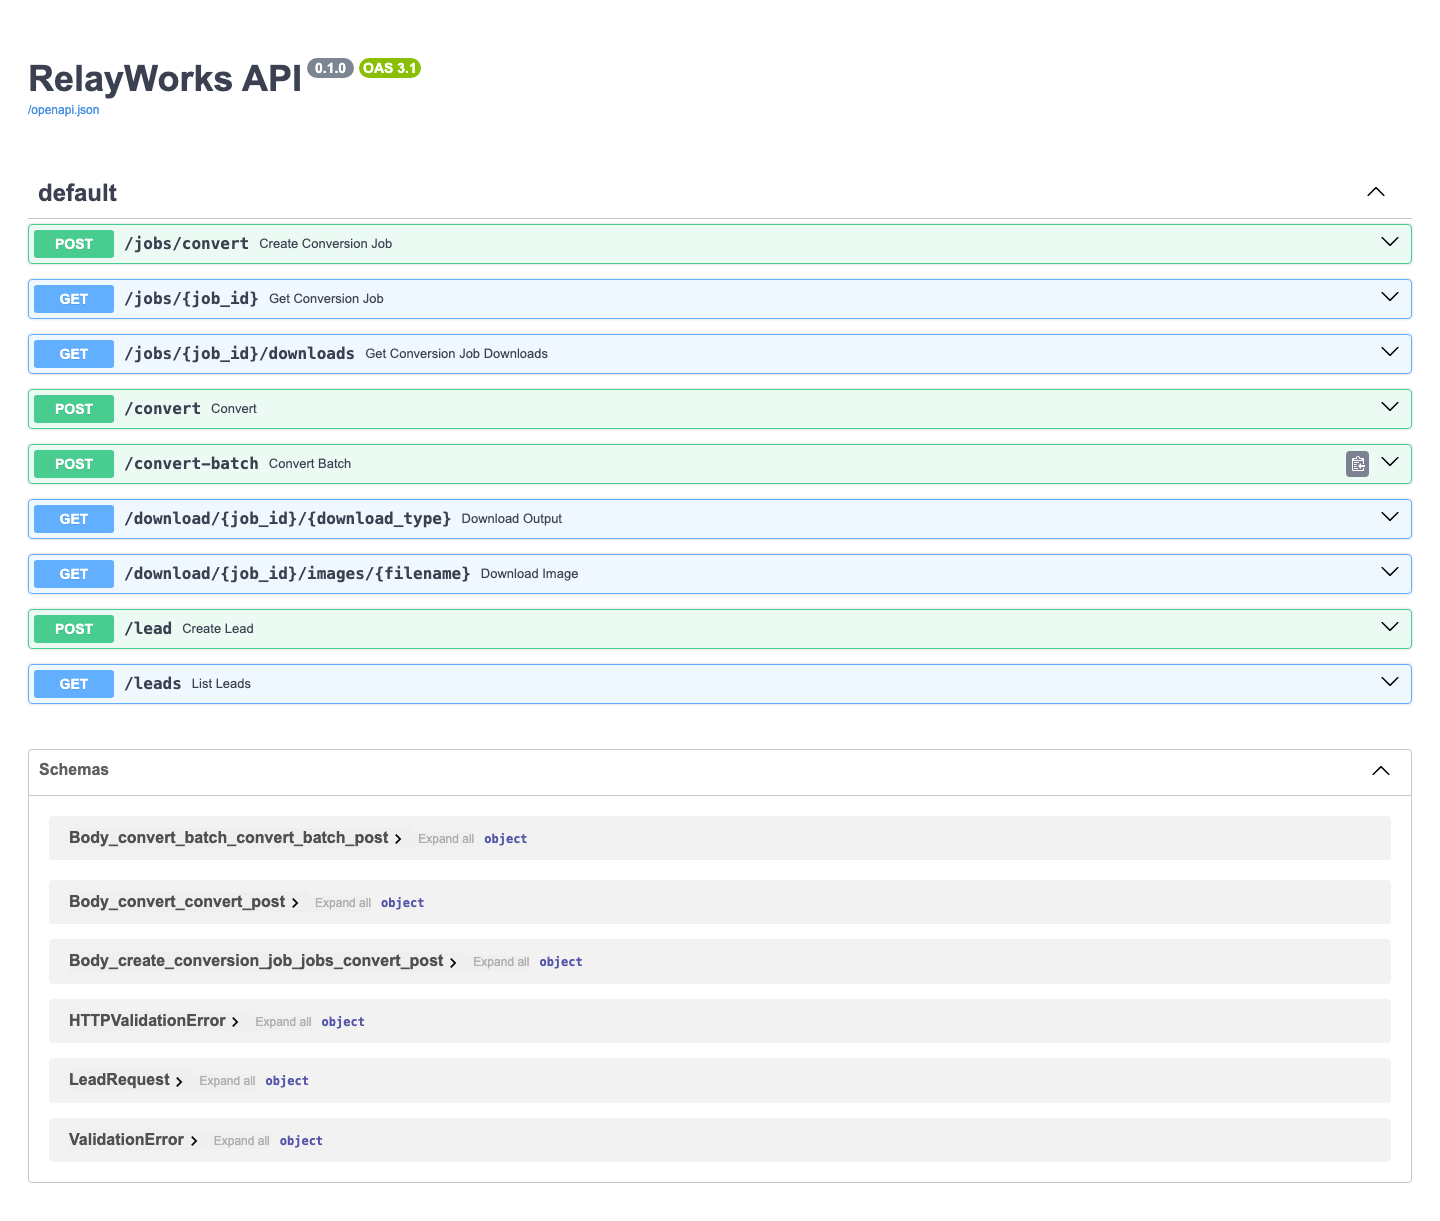 RelayWorks API 0.1.0 OAS 3.1
/openapi.json
default
POST /jobs/convert Create Conversion Job
GET /jobs/{job_id} Get Conversion Job
GET /jobs/{job_id}/downloads Get Conversion Job Downloads
POST /convert Convert
POST /convert-batch Convert Batch
GET /download/{job_id}/{download_type} Download Output
GET /download/{job_id}/images/{filename} Download Image
POST /lead Create Lead
GET /leads List Leads
Schemas
Body_convert_batch_convert_batch_post Expand all object
Body_convert_convert_post Expand all object
Body_create_conversion_job_jobs_convert_post Expand all object
HTTPValidationError Expand all object
LeadRequest Expand all object
ValidationError Expand all object